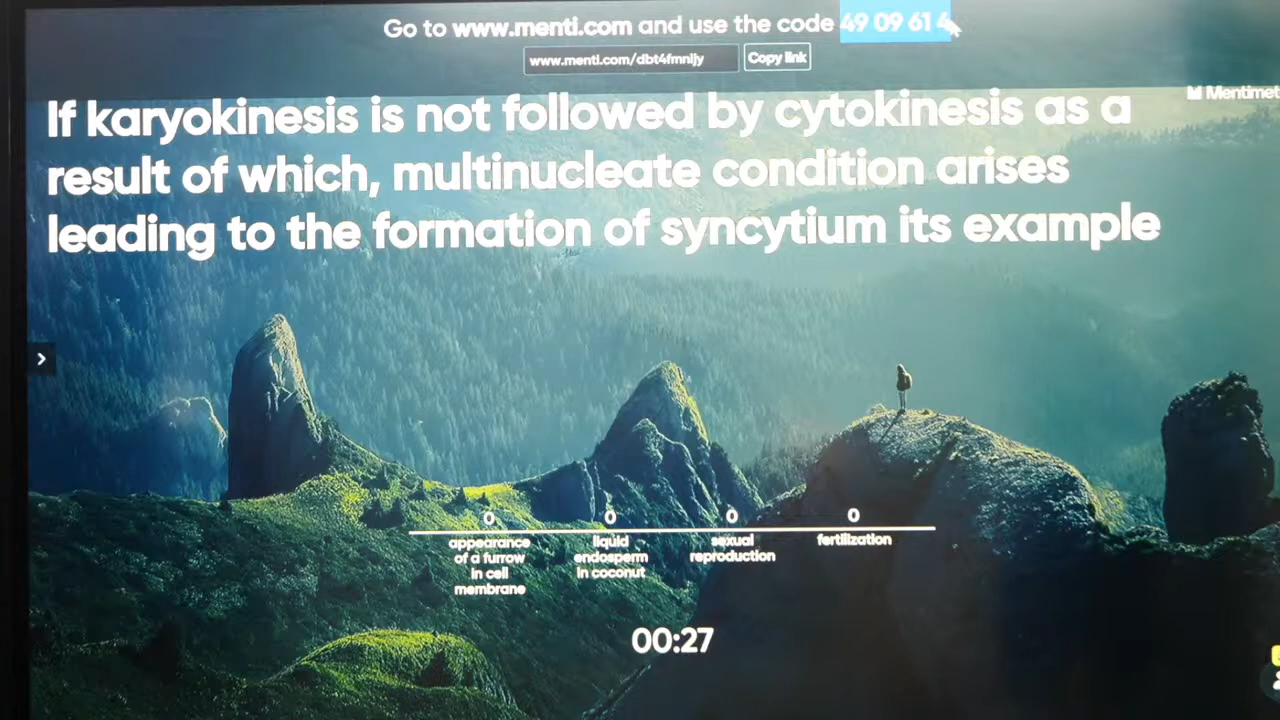 Go to www.menti.com and use the code 49 09 61 4
www.menti.com/dbt4fmnijy Copy link
Mentimet
If karyokinesis is not followed by cytokinesis as a
result of which, multinucleate condition arises
leading to the formation of syncytium its example
0 0 0 0
appearance
of a furrow
in cell
membrane
liquid
endosperm
in coconut
sexual
reproduction
fertilization
00:27